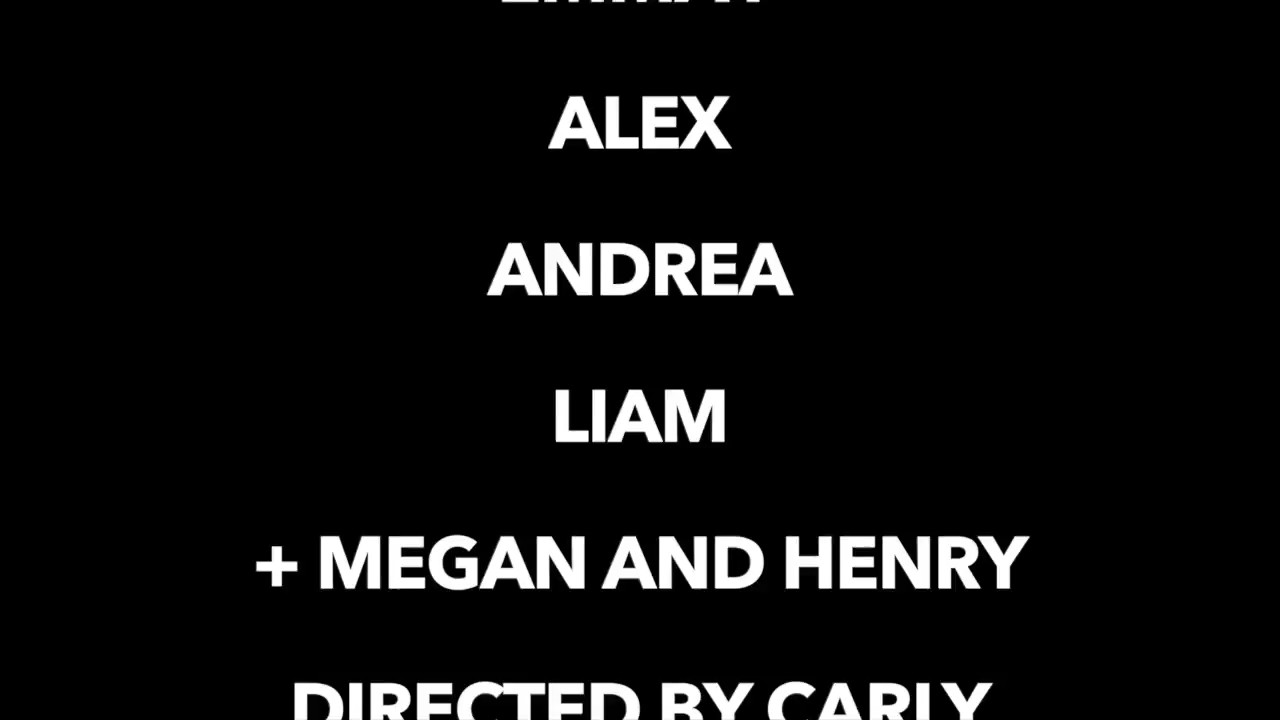 ALEX
ANDREA
LIAM
+ MEGAN AND HENRY
DIRECTED BY CARLY